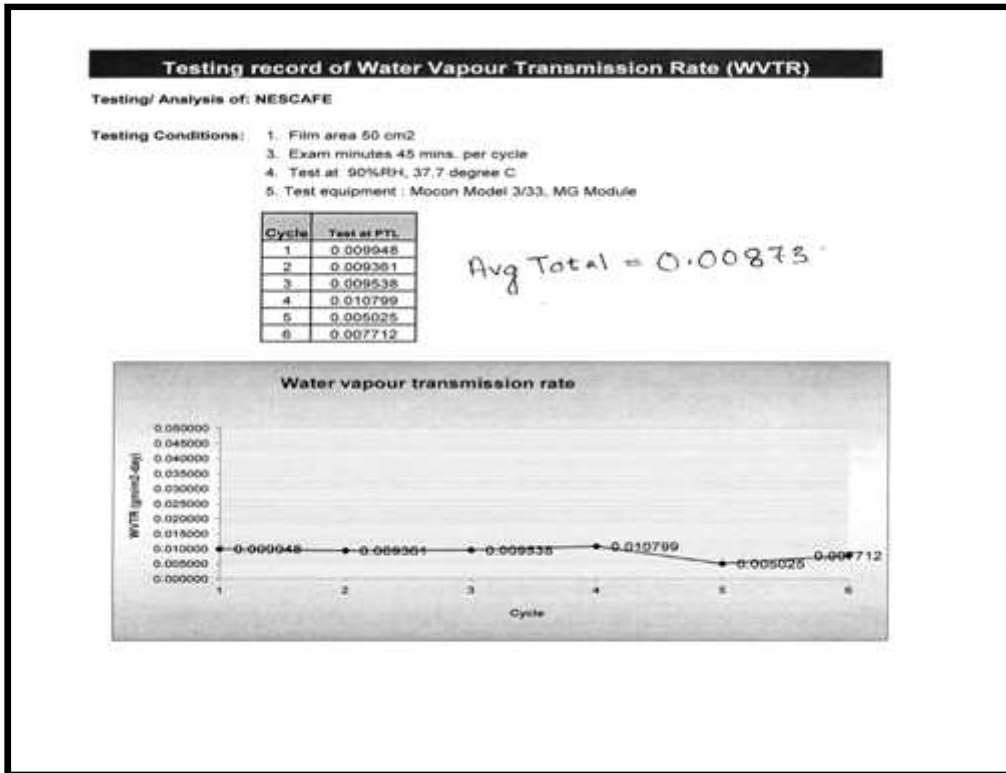 Testing record of Water Vapour Transmission Rate (WVTR)
Testing/ Analysis of: NESCAFE
Testing Conditions: 1. Film area 50 cm2
3. Exam minutes 45 mins. per cycle
4. Test at 90%RH, 37.7 degree C
5. Test equipment : Mocon Model 3/33, MG Module
Cycle Test at PTL
1 0.009948
2 0.009361
3 0.009538
4 0.010799
5 0.005025
6 0.007712
Avg Total = 0.00873
Water vapour transmission rate
WVTR (gm/m2-day)
0.050000
0.045000
0.040000
0.035000
0.030000
0.025000
0.020000
0.015000
0.010000
0.005000
0.000000
0.009948 0.009361 0.009538 0.010799 0.005025 0.007712
1 2 3 4 5 6
Cycle